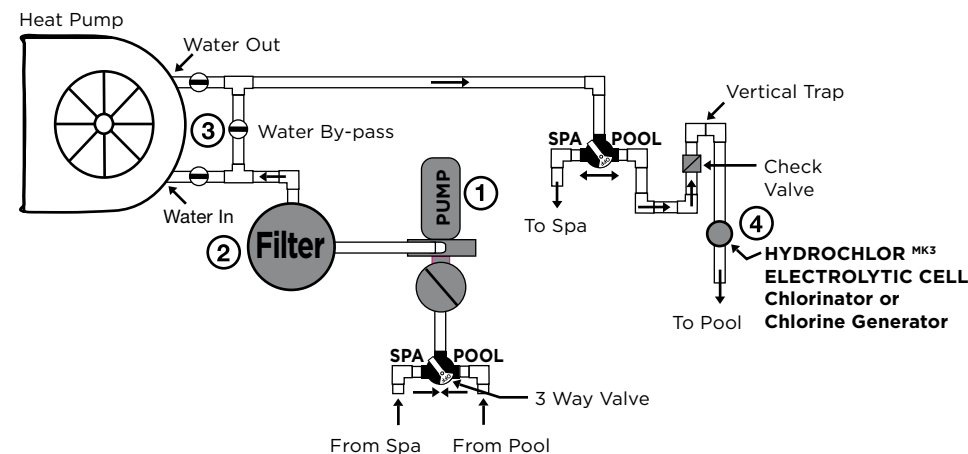 Heat Pump
Water Out
Vertical Trap
3
Water By-pass
SPA POOL
Check
Valve
PUMP
1
Water In
To Spa
2
Filter
4
HYDROCHLOR MK3
ELECTROLYTIC CELL
Chlorinator or
Chlorine Generator
To Pool
SPA POOL
3 Way Valve
From Spa
From Pool